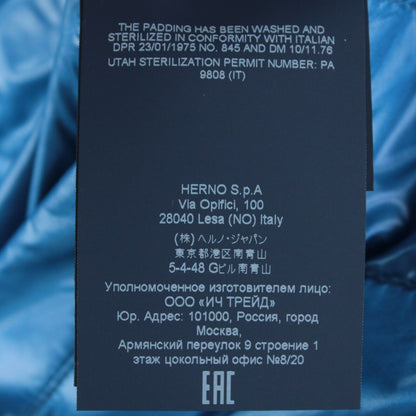 THE PADDING HAS BEEN WASHED AND
STERILIZED IN CONFORMITY WITH ITALIAN
DPR 23/01/1975 NO. 845 AND DM 10/11.76
UTAH STERILIZATION PERMIT NUMBER: PA
9808 (IT)
HERNO S.p.A
Via Opifici, 100
28040 Lesa (NO) Italy
(株) ヘルノ・ジャパン
東京都港区南青山
5-4-48 Gビル南青山
Уполномоченное изготовителем лицо:
ООО «ИЧ ТРЕЙД»
Юр. Адрес: 101000, Россия, город
Москва,
Армянский переулок 9 строение 1
этаж цокольный офис №8/20
EAC